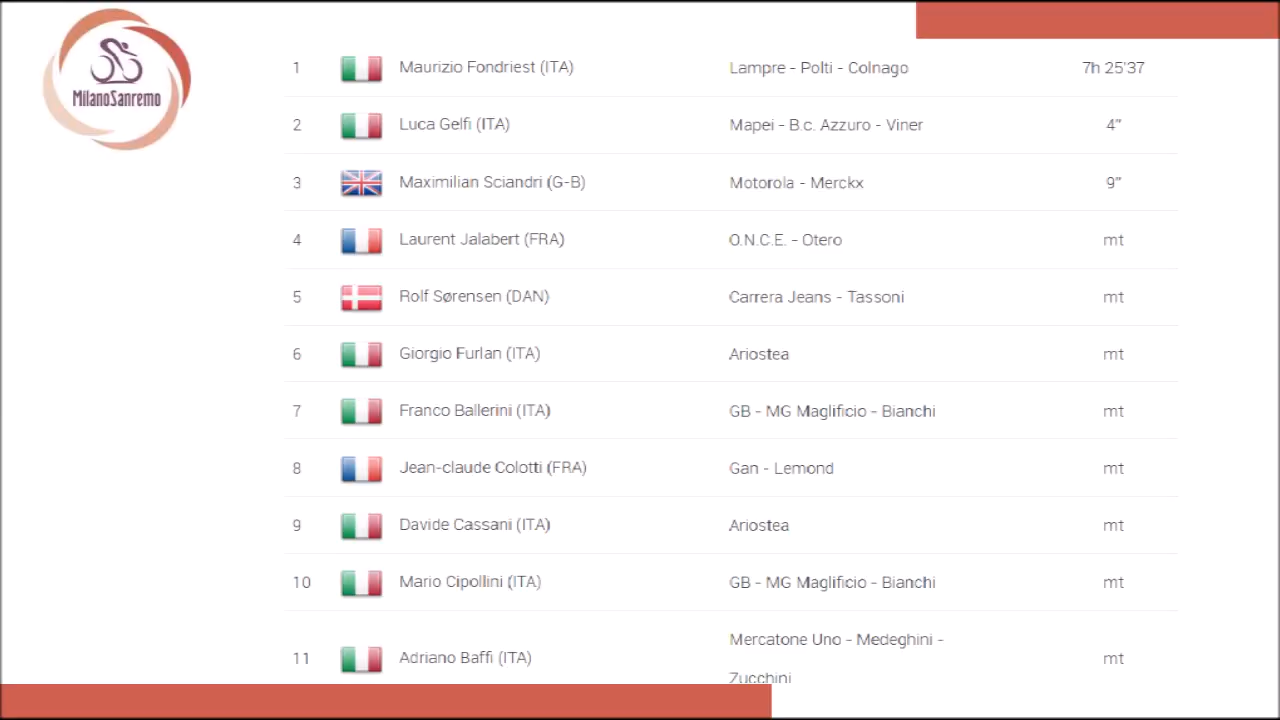 MilanoSanremo
1 Maurizio Fondriest (ITA) Lampre - Polti - Colnago 7h 25'37
2 Luca Gelfi (ITA) Mapei - B.c. Azzuro - Viner 4”
3 Maximilian Sciandri (G-B) Motorola - Merckx 9”
4 Laurent Jalabert (FRA) O.N.C.E. - Otero mt
5 Rolf Sørensen (DAN) Carrera Jeans - Tassoni mt
6 Giorgio Furlan (ITA) Ariostea mt
7 Franco Ballerini (ITA) GB - MG Maglificio - Bianchi mt
8 Jean-claude Colotti (FRA) Gan - Lemond mt
9 Davide Cassani (ITA) Ariostea mt
10 Mario Cipollini (ITA) GB - MG Maglificio - Bianchi mt
11 Adriano Baffi (ITA) Mercatone Uno - Medeghini - mt
Zucchini